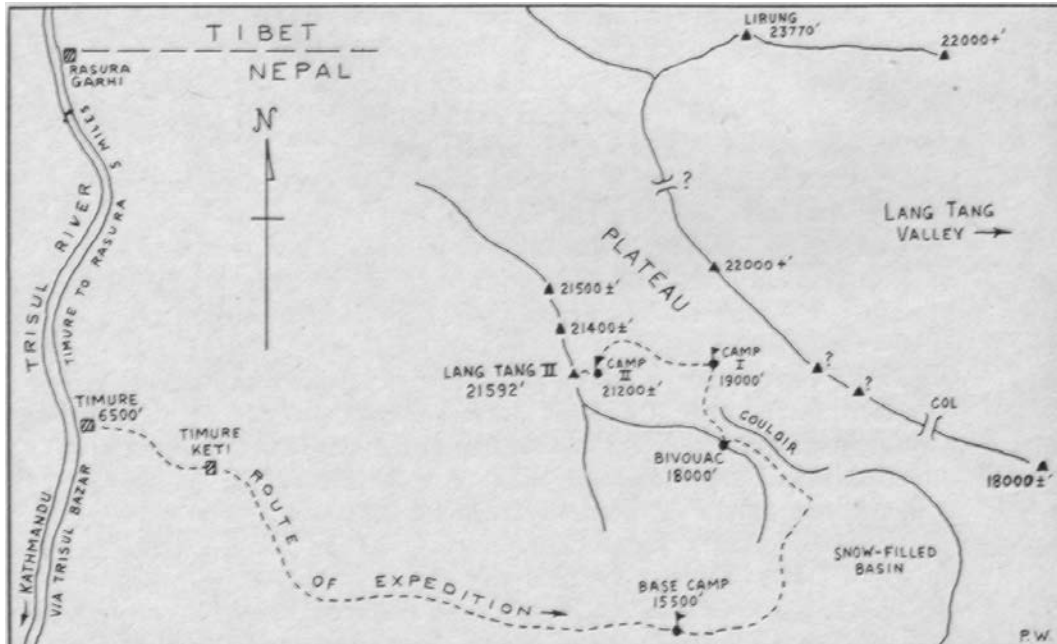 TIBET
NEPAL
RASURA
GARHI
5 MILES
TIMURE TO RASURA
TRISUL RIVER
N
LIRUNG
23770'
22000+'
?
LANG TANG
VALLEY
PLATEAU
22000+'
21500±'
21400±'
LANG TANG II
21592'
CAMP
II
21200±'
CAMP
I
19000'
?
?
COL
18000±'
COULOIR
BIVOUAC
18000'
TIMURE
6500'
TIMURE
KETI
ROUTE
OF EXPEDITION
BASE CAMP
15500'
SNOW-FILLED
BASIN
KATHMANDU
VIA TRISUL BAZAR
P.W.